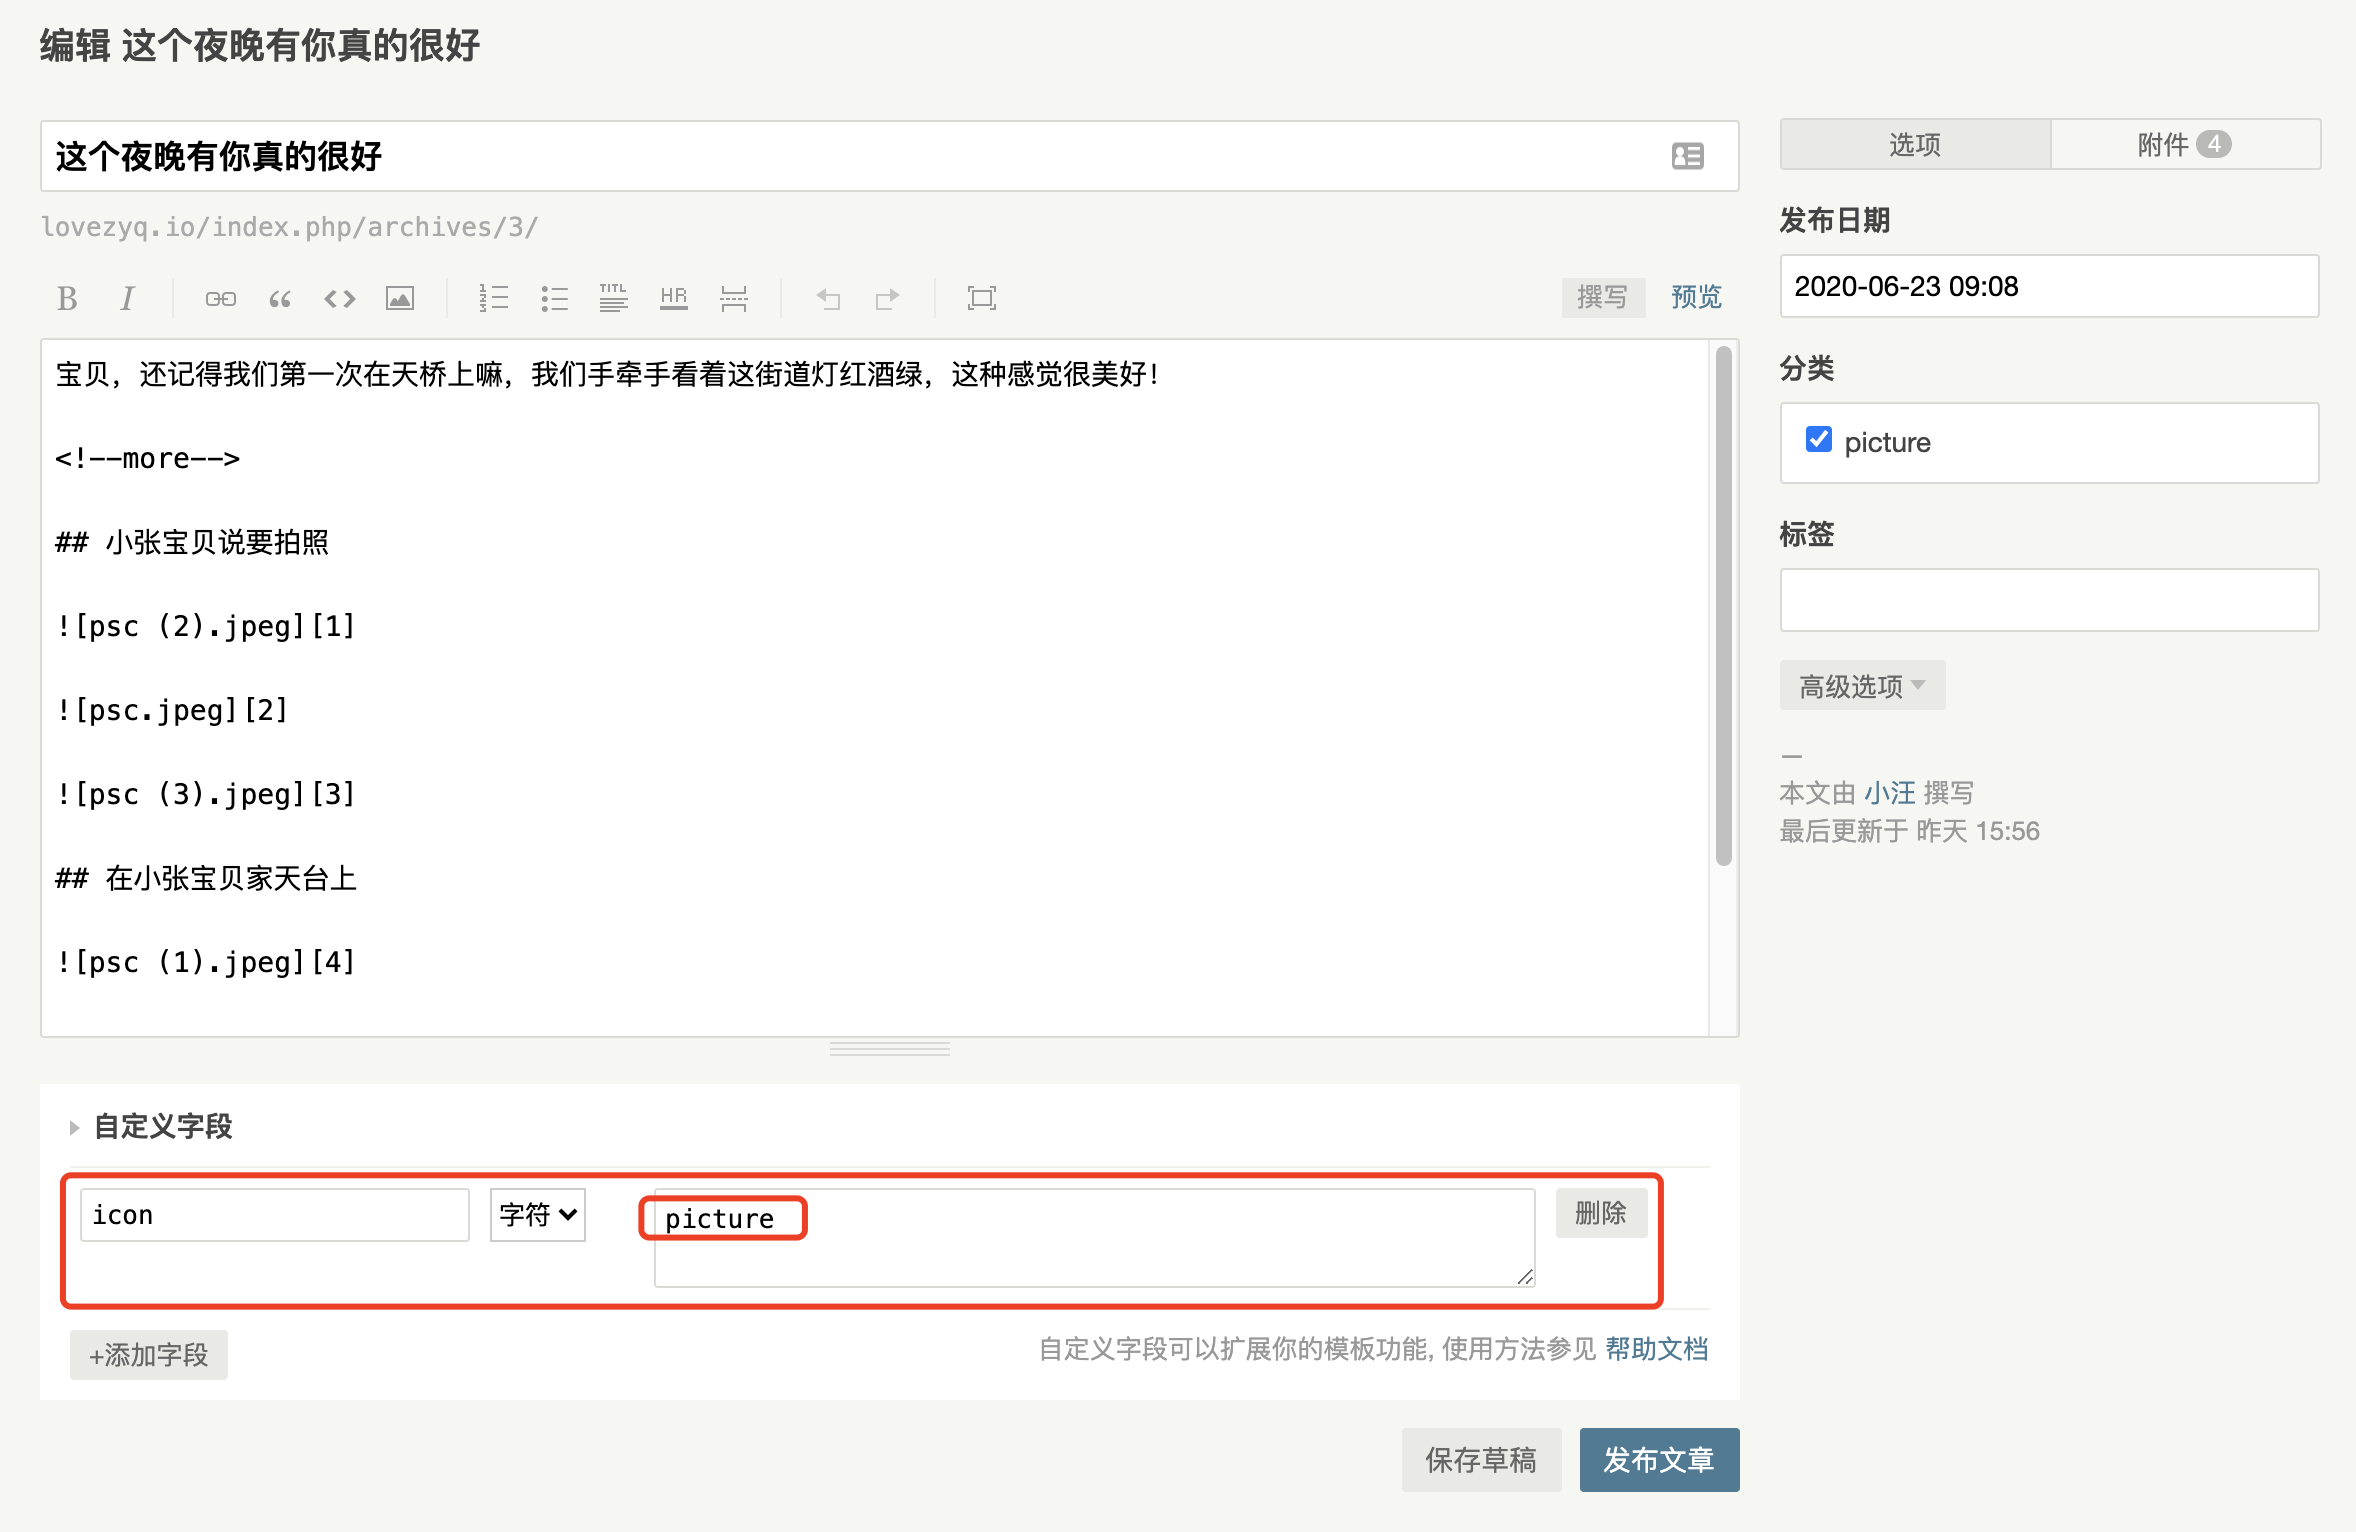 编辑 这个夜晚有你真的很好
这个夜晚有你真的很好
lovezyq.io/index.php/archives/3/
B I TITL HR 撰写 预览
宝贝，还记得我们第一次在天桥上嘛，我们手牵手看着这街道灯红酒绿，这种感觉很美好！
<!--more-->
## 小张宝贝说要拍照
![psc (2).jpeg][1]
![psc.jpeg][2]
![psc (3).jpeg][3]
## 在小张宝贝家天台上
![psc (1).jpeg][4]
自定义字段
icon 字符 picture 删除
+添加字段 自定义字段可以扩展你的模板功能, 使用方法参见 帮助文档
保存草稿 发布文章
选项 附件 4
发布日期
2020-06-23 09:08
分类
picture
标签
高级选项
—
本文由 小汪 撰写
最后更新于 昨天 15:56